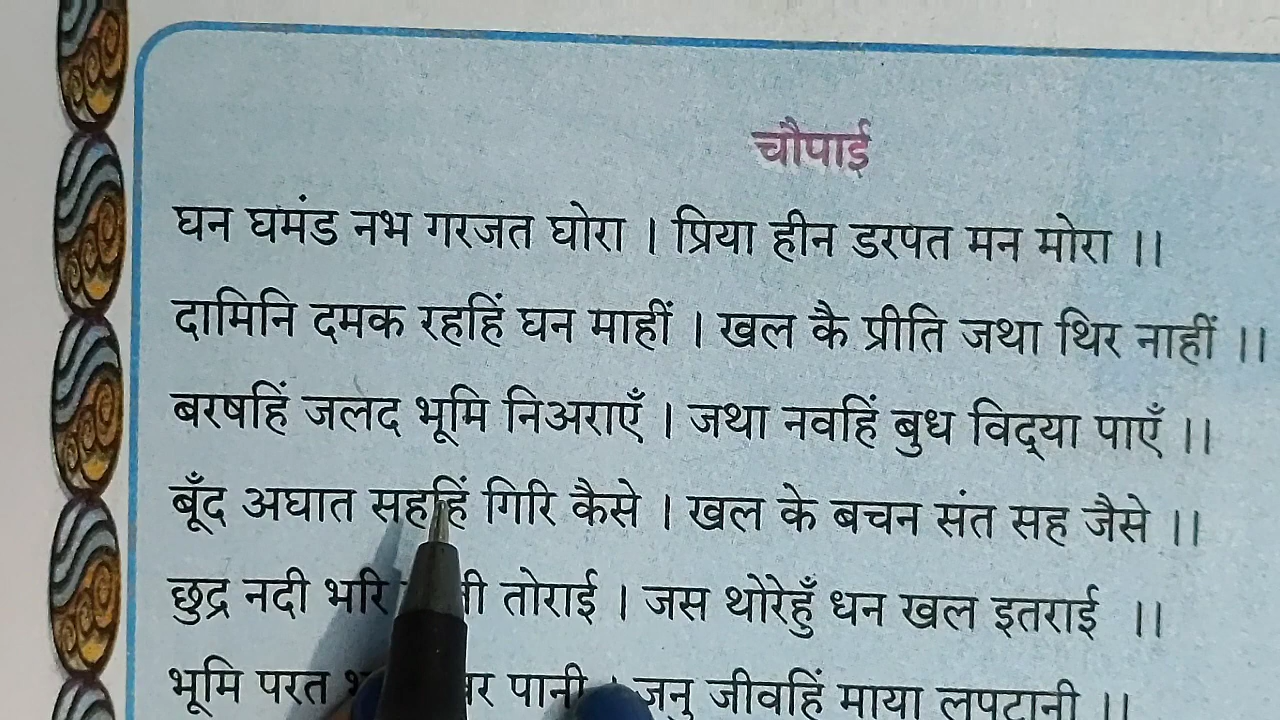 चौपाई
घन घमंड नभ गरजत घोरा । प्रिया हीन डरपत मन मोरा ।।
दामिनि दमक रहहिं घन माहीं । खल कै प्रीति जथा थिर नाहीं ।।
बरषहिं जलद भूमि निअराएँ । जथा नवहिं बुध विद्‌या पाएँ ।।
बूँद अघात सहहिं गिरि कैसे । खल के बचन संत सह जैसे ।।
छुद्र नदी भरि तोराई । जस थोरेहुँ धन खल इतराई ।।
भूमि परत पानी । जनु जीवहिं माया लपटानी ।।